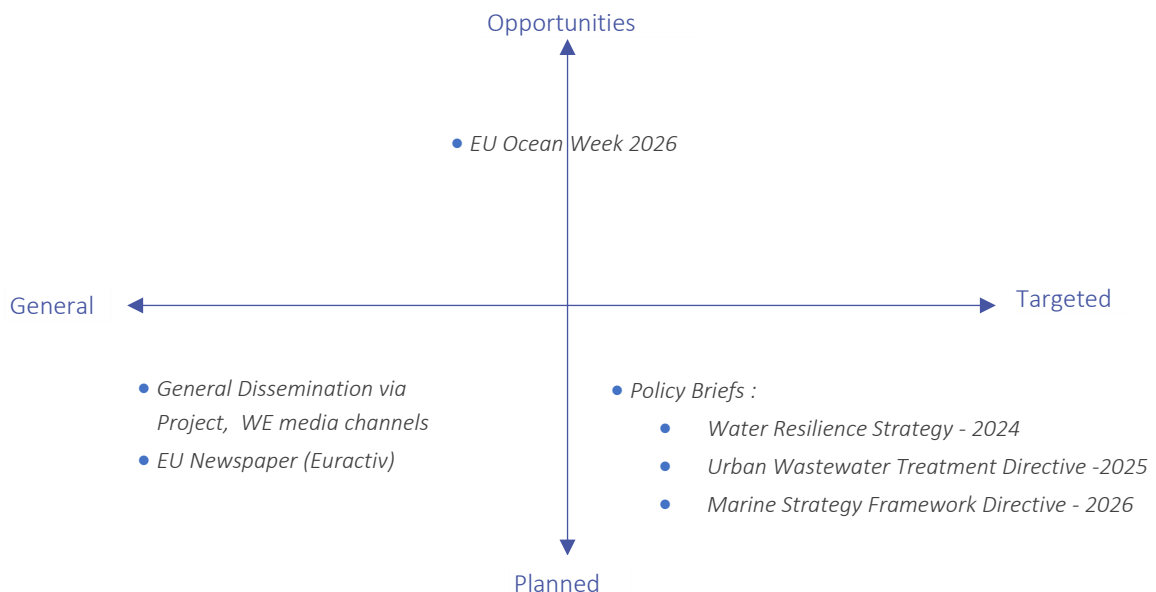 Opportunities
• EU Ocean Week 2026
General
Targeted
• General Dissemination via
Project,  WE media channels
• EU Newspaper (Euractiv)
• Policy Briefs :
• Water Resilience Strategy - 2024
• Urban Wastewater Treatment Directive -2025
• Marine Strategy Framework Directive - 2026
Planned